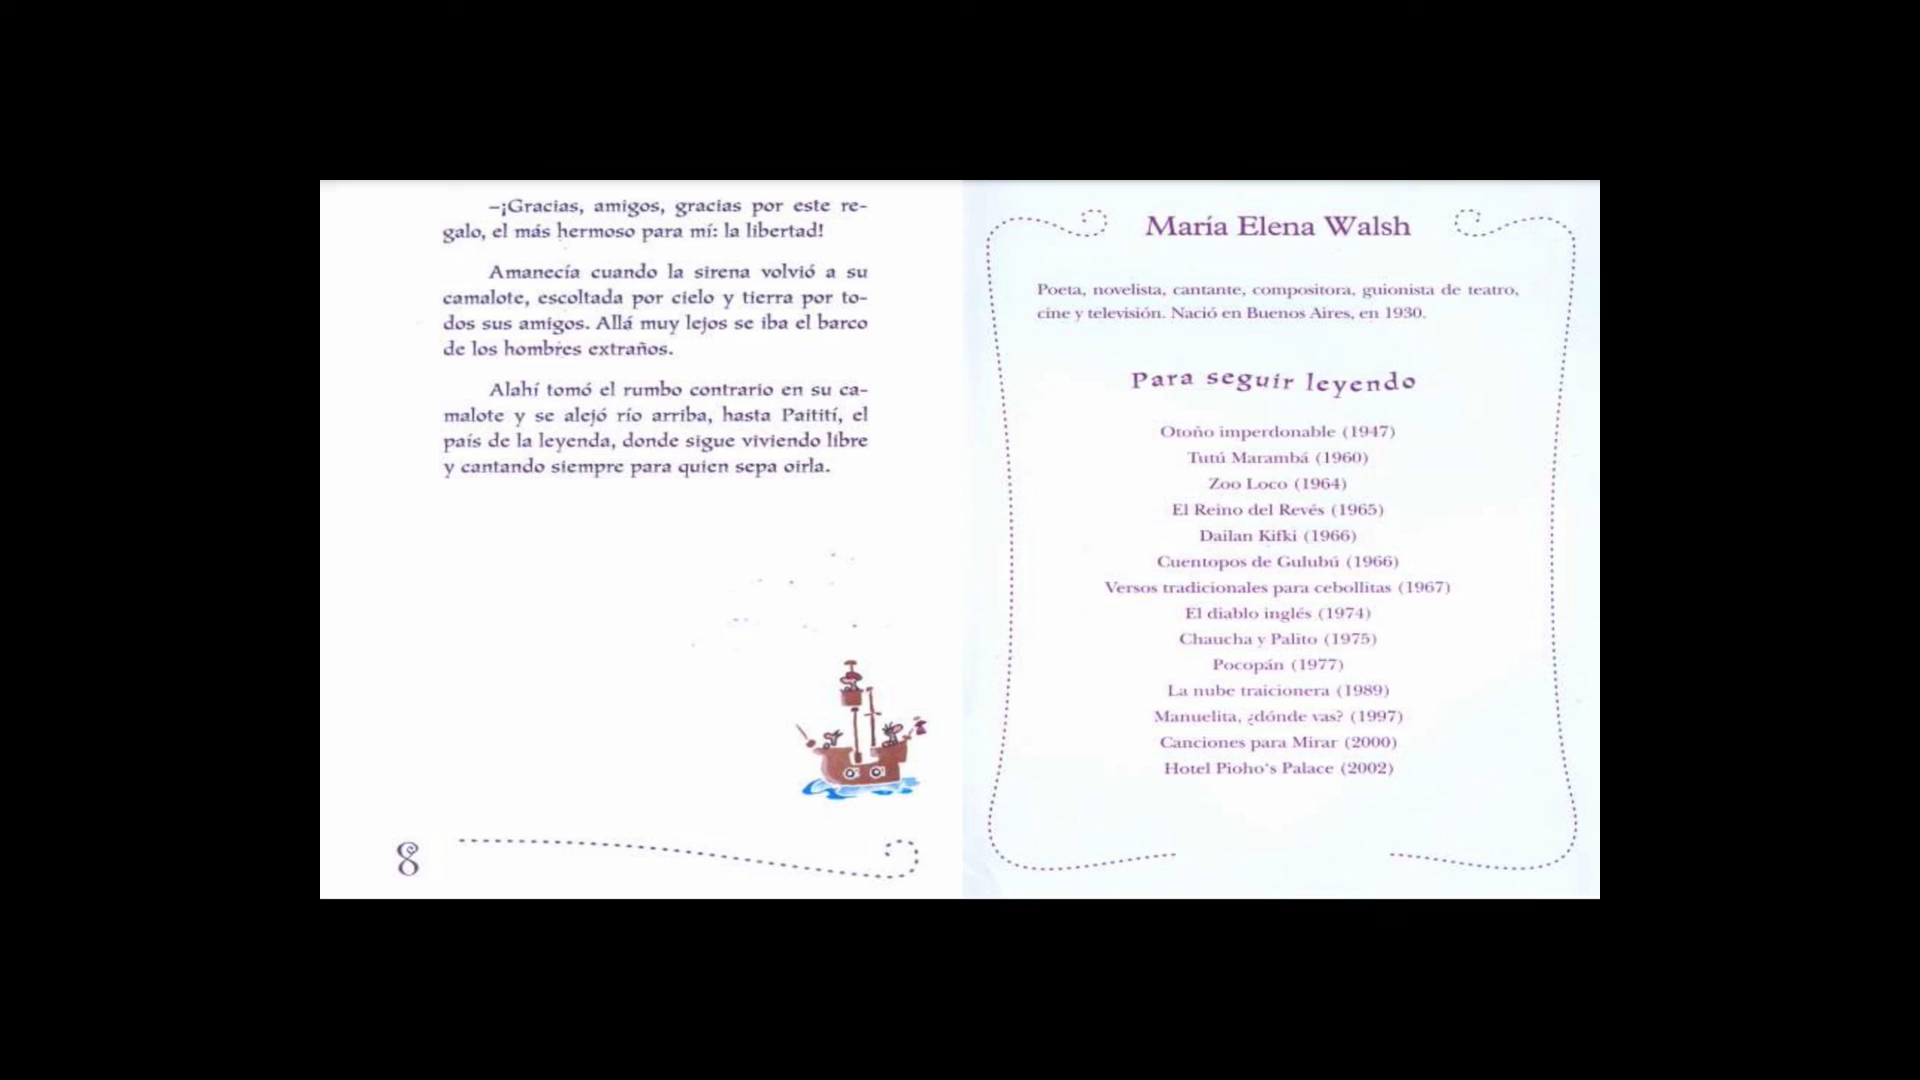 –¡Gracias, amigos, gracias por este re-
galo, el más hermoso para mí: la libertad!
Amanecía cuando la sirena volvió a su
camalote, escoltada por cielo y tierra por to-
dos sus amigos. Allá muy lejos se iba el barco
de los hombres extraños.
Alahí tomó el rumbo contrario en su ca-
malote y se alejó río arriba, hasta Paitití, el
país de la leyenda, donde sigue viviendo libre
y cantando siempre para quien sepa oirla.
8
María Elena Walsh
Poeta, novelista, cantante, compositora, guionista de teatro,
cine y televisión. Nació en Buenos Aires, en 1930.
Para seguir leyendo
Otoño imperdonable (1947)
Tutú Marambá (1960)
Zoo Loco (1964)
El Reino del Revés (1965)
Dailan Kifki (1966)
Cuentopos de Gulubú (1966)
Versos tradicionales para cebollitas (1967)
El diablo inglés (1974)
Chaucha y Palito (1975)
Pocopán (1977)
La nube traicionera (1989)
Manuelita, ¿dónde vas? (1997)
Canciones para Mirar (2000)
Hotel Pioho's Palace (2002)